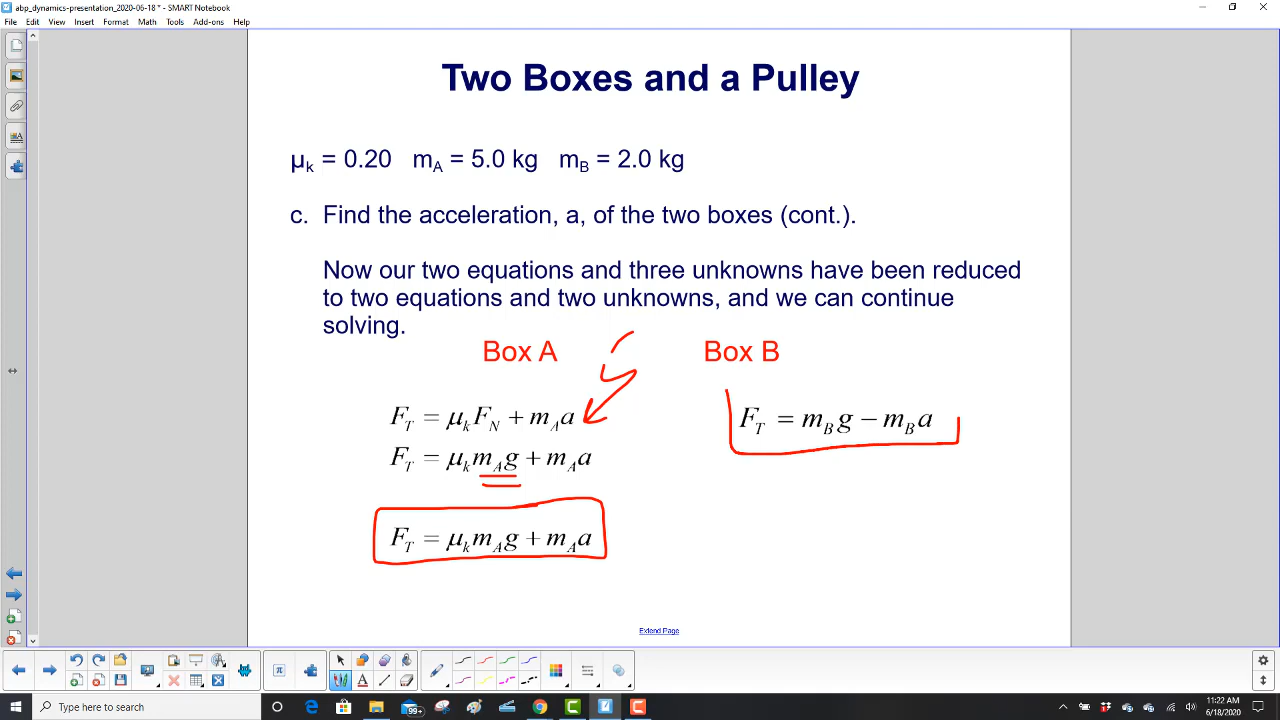 abp_dynamics-presentation_2020-06-18 * - SMART Notebook
File Edit View Insert Format Math Tools Add-ons Help
Two Boxes and a Pulley
μk = 0.20 mA = 5.0 kg mB = 2.0 kg
c. Find the acceleration, a, of the two boxes (cont.).
Now our two equations and three unknowns have been reduced
to two equations and two unknowns, and we can continue
solving.
Box A Box B
FT = μkFN + mAa FT = mBg − mBa
FT = μkmAg + mAa
FT = μkmAg + mAa
Extend Page
Type here to search
99+
11:22 AM
6/18/2020